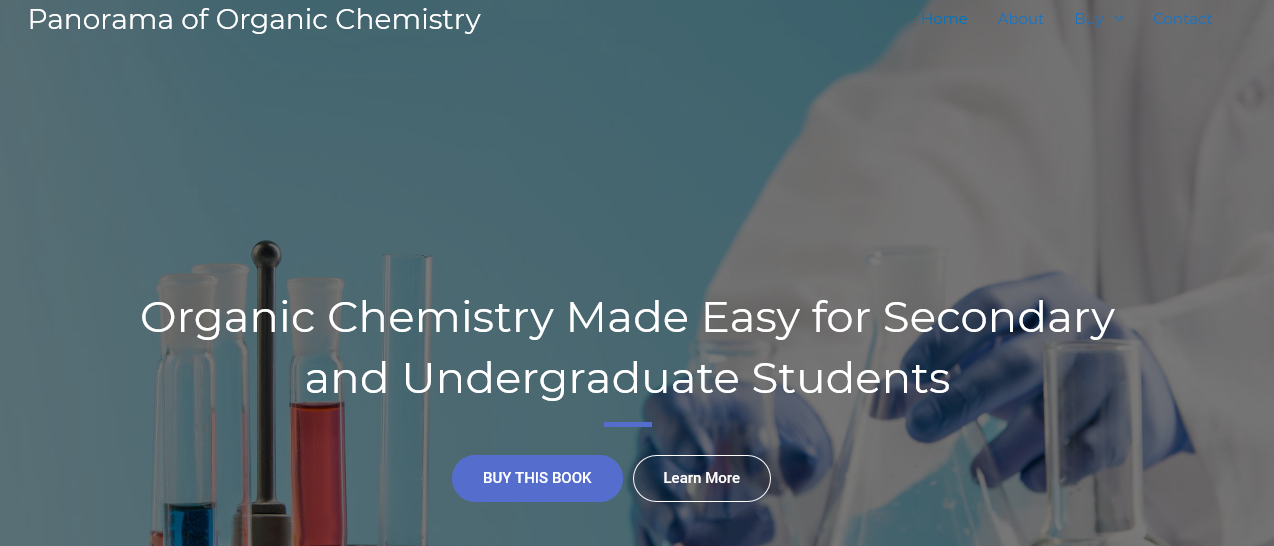 Panorama of Organic Chemistry
Home About Buy Contact
Organic Chemistry Made Easy for Secondary
and Undergraduate Students
BUY THIS BOOK Learn More